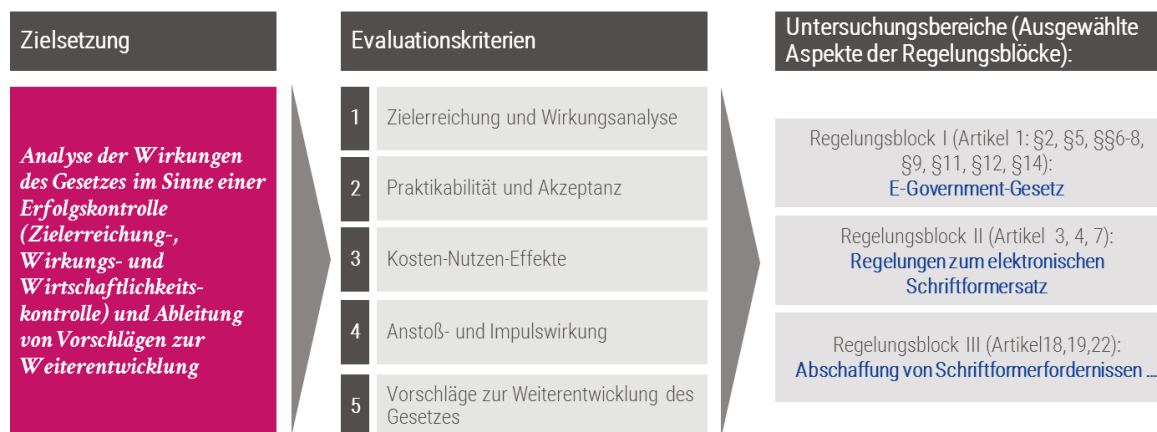 Zielsetzung
Analyse der Wirkungen
des Gesetzes im Sinne einer
Erfolgskontrolle
(Zielerreichung-,
Wirkungs- und
Wirtschaftlichkeits-
kontrolle) und Ableitung
von Vorschlägen zur
Weiterentwicklung
Evaluationskriterien
1 Zielerreichung und Wirkungsanalyse
2 Praktikabilität und Akzeptanz
3 Kosten-Nutzen-Effekte
4 Anstoß- und Impulswirkung
5 Vorschläge zur Weiterentwicklung des
Gesetzes
Untersuchungsbereiche (Ausgewählte
Aspekte der Regelungsblöcke):
Regelungsblock I (Artikel 1: §2, §5, §§6-8,
§9, §11, §12, §14):
E-Government-Gesetz
Regelungsblock II (Artikel 3, 4, 7):
Regelungen zum elektronischen
Schriftformersatz
Regelungsblock III (Artikel18,19,22):
Abschaffung von Schriftformerfordernissen ...